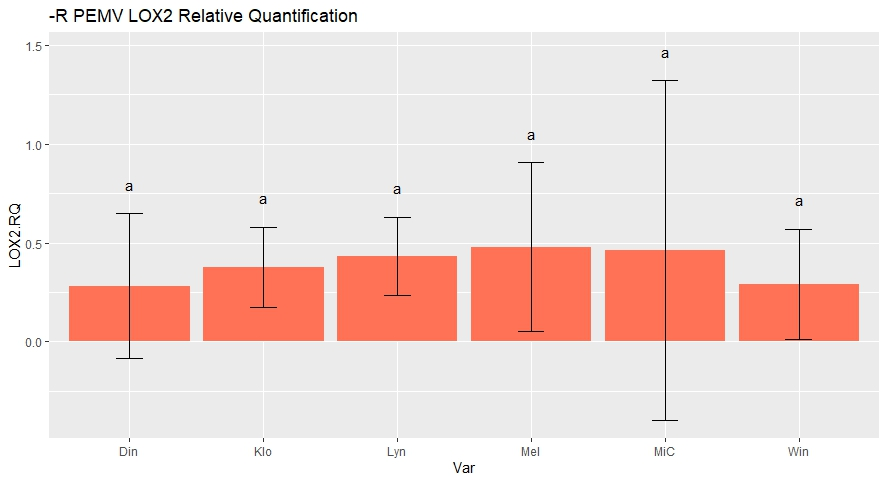 -R PEMV LOX2 Relative Quantification
1.5
1.0
0.5
0.0
LOX2.RQ
a
a
a
a
a
a
Din Klo Lyn Mel MiC Win
Var